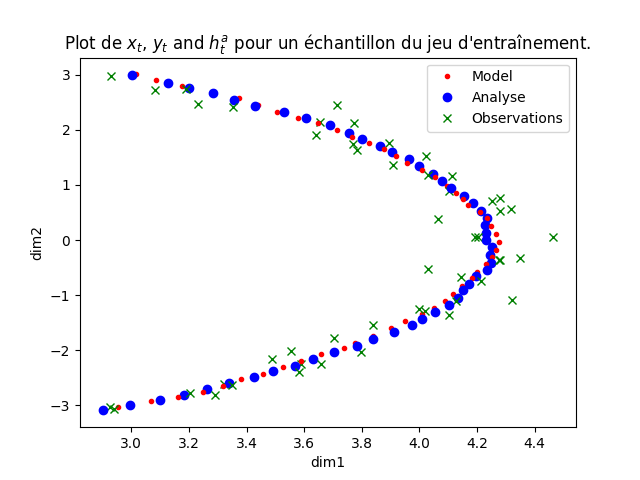 Plot de $x_t$, $y_t$ and $h_t^a$ pour un échantillon du jeu d'entraînement.
Model
Analyse
Observations
3
2
1
0
−1
−2
−3
dim2
3.0 3.2 3.4 3.6 3.8 4.0 4.2 4.4
dim1